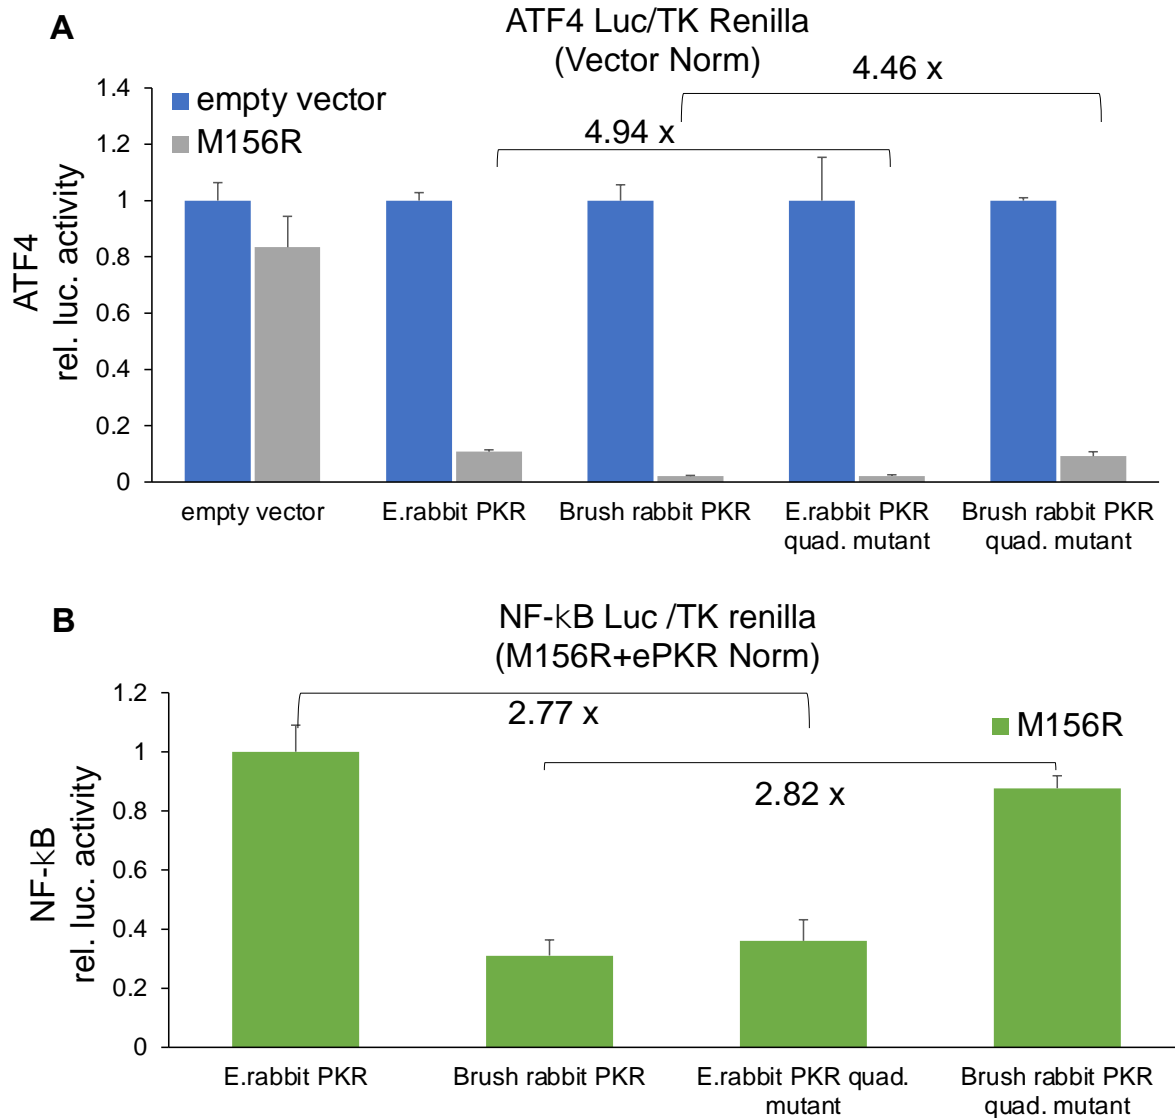 A
ATF4 Luc/TK Renilla
(Vector Norm)
4.46 x
1.4
empty vector
M156R
4.94 x
1.2
1
0.8
0.6
0.4
0.2
0
ATF4
rel. luc. activity
empty vector
E.rabbit PKR
Brush rabbit PKR
E.rabbit PKR
quad. mutant
Brush rabbit PKR
quad. mutant
B
NF-kB Luc /TK renilla
(M156R+ePKR Norm)
1.2
2.77 x
M156R
1
2.82 x
0.8
0.6
0.4
0.2
0
NF-kB
rel. luc. activity
E.rabbit PKR
Brush rabbit PKR
E.rabbit PKR quad.
mutant
Brush rabbit PKR
quad. mutant